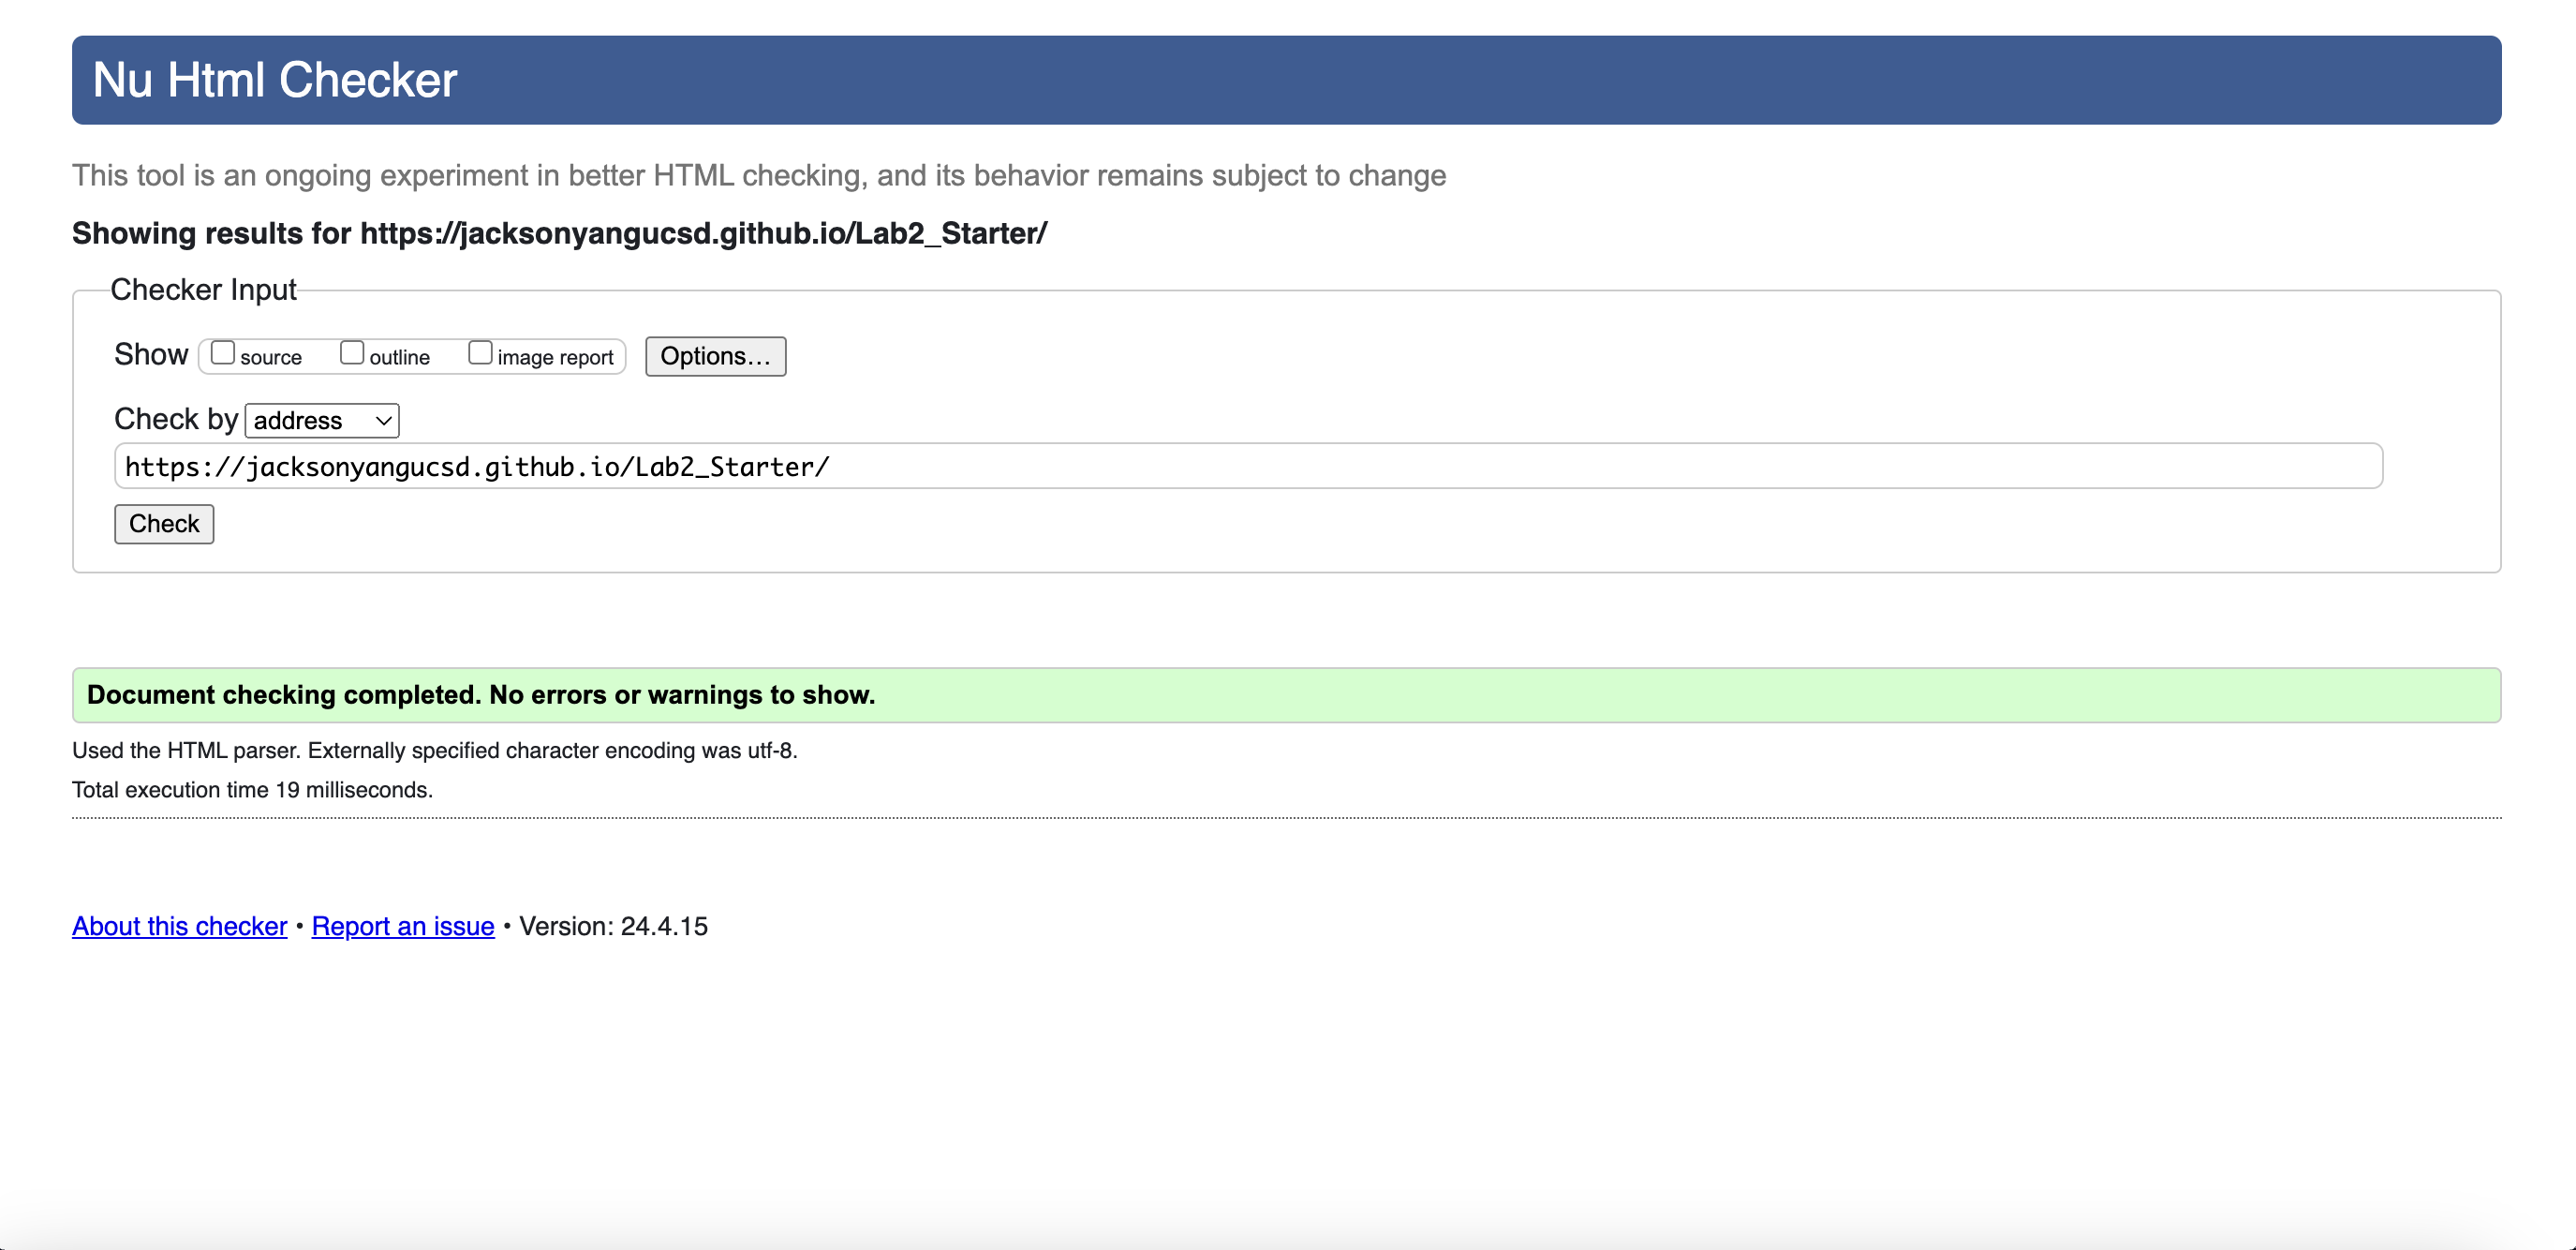 Nu Html Checker
This tool is an ongoing experiment in better HTML checking, and its behavior remains subject to change
Showing results for https://jacksonyangucsd.github.io/Lab2_Starter/
Checker Input
Show source outline image report Options...
Check by address
https://jacksonyangucsd.github.io/Lab2_Starter/
Check
Document checking completed. No errors or warnings to show.
Used the HTML parser. Externally specified character encoding was utf-8.
Total execution time 19 milliseconds.
About this checker • Report an issue • Version: 24.4.15